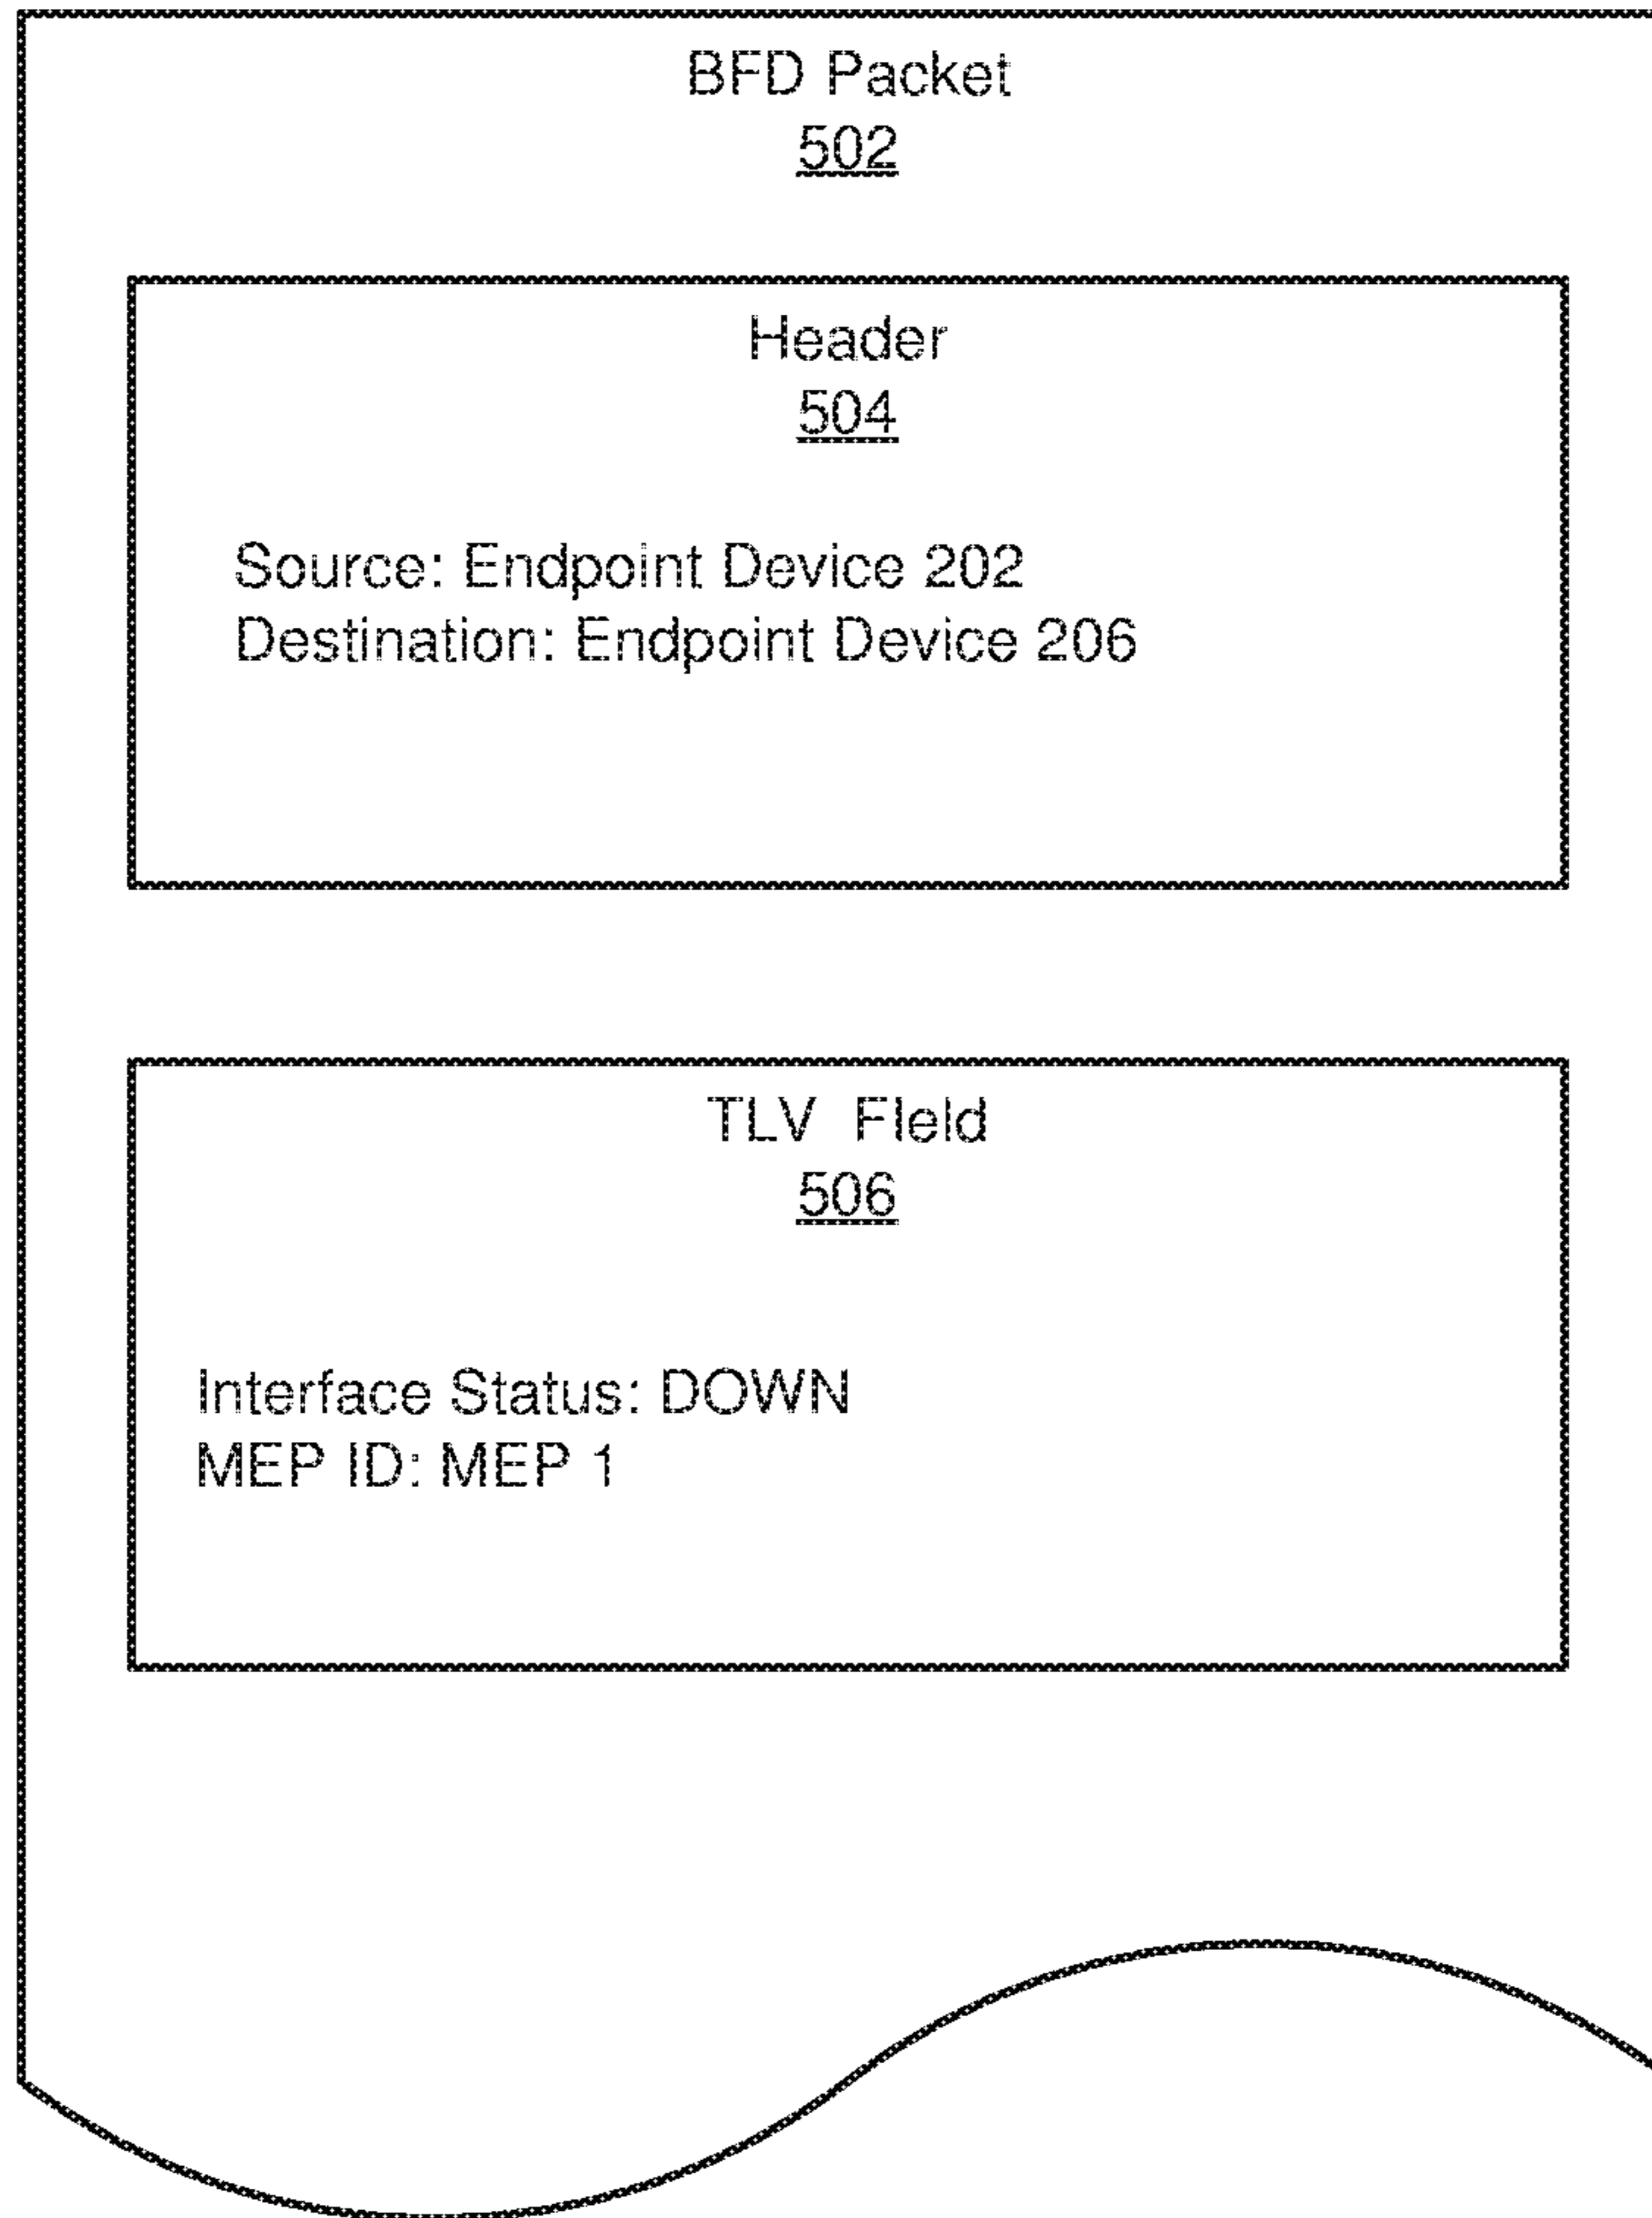 BFD Packet
502
Header
504
Source: Endpoint Device 202
Destination: Endpoint Device 206
TLV FIeld
506
Interface Status: DOWN
MEP ID: MEP 1